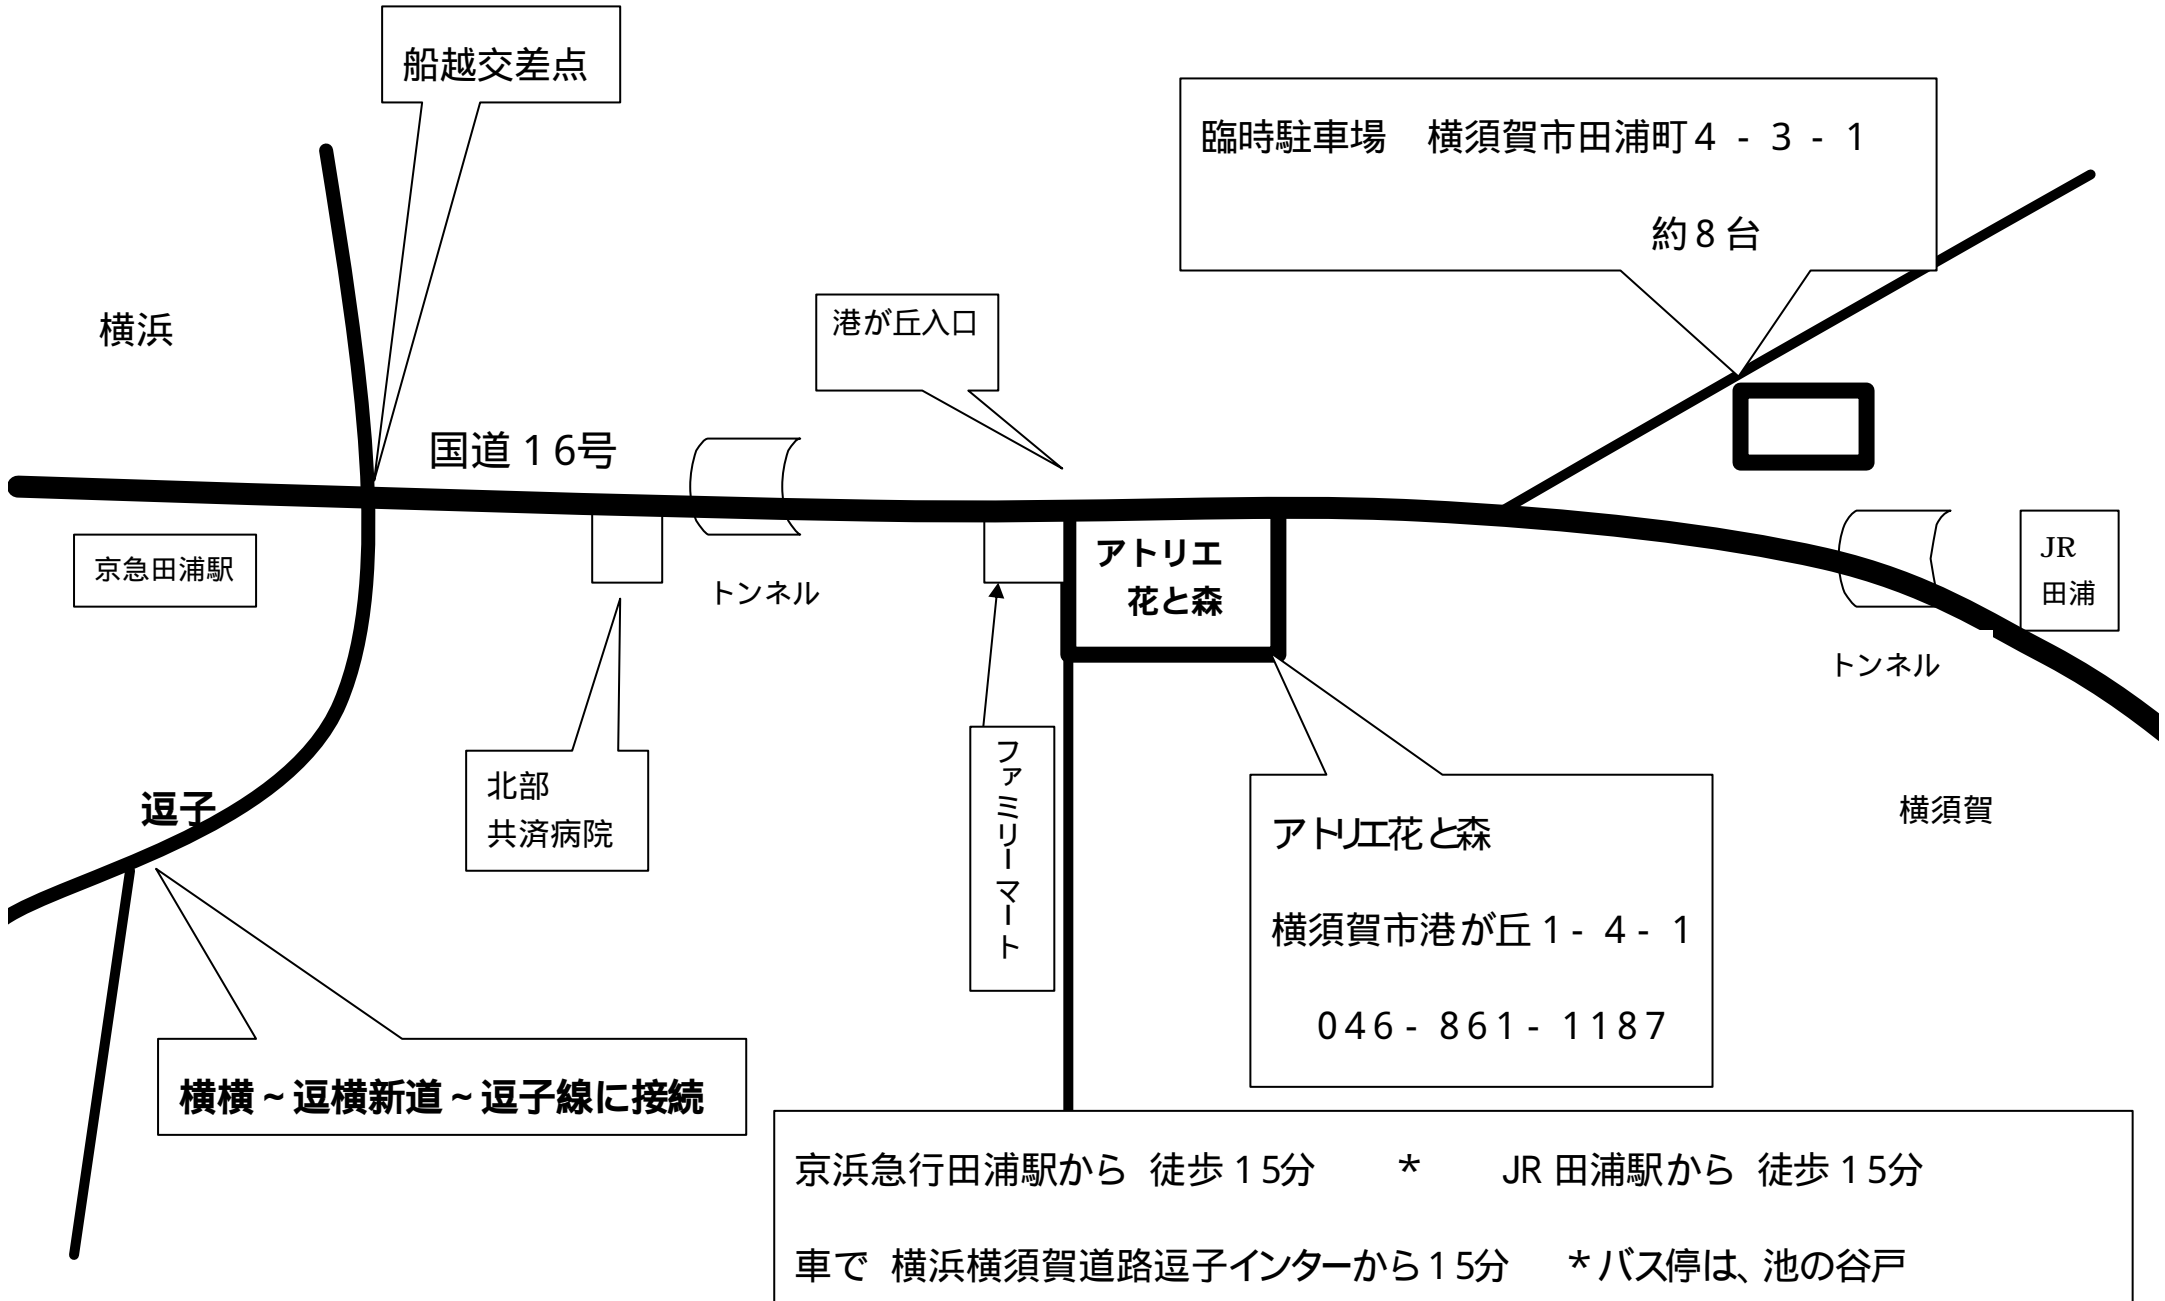 船越交差点
臨時駐車場　横須賀市田浦町4 - 3 - 1
約8台
横浜
港が丘入口
国道16号
京急田浦駅
トンネル
アトリエ
花と森
JR
田浦
トンネル
逗子
北部
共済病院
ファミリーマート
横須賀
アトリエ花と森
横須賀市港が丘1- 4 - 1
046- 861- 1187
横横~逗横新道~逗子線に接続
京浜急行田浦駅から 徒歩15分　　*　　JR田浦駅から 徒歩15分
車で 横浜横須賀道路逗子インターから15分　*バス停は、池の谷戸